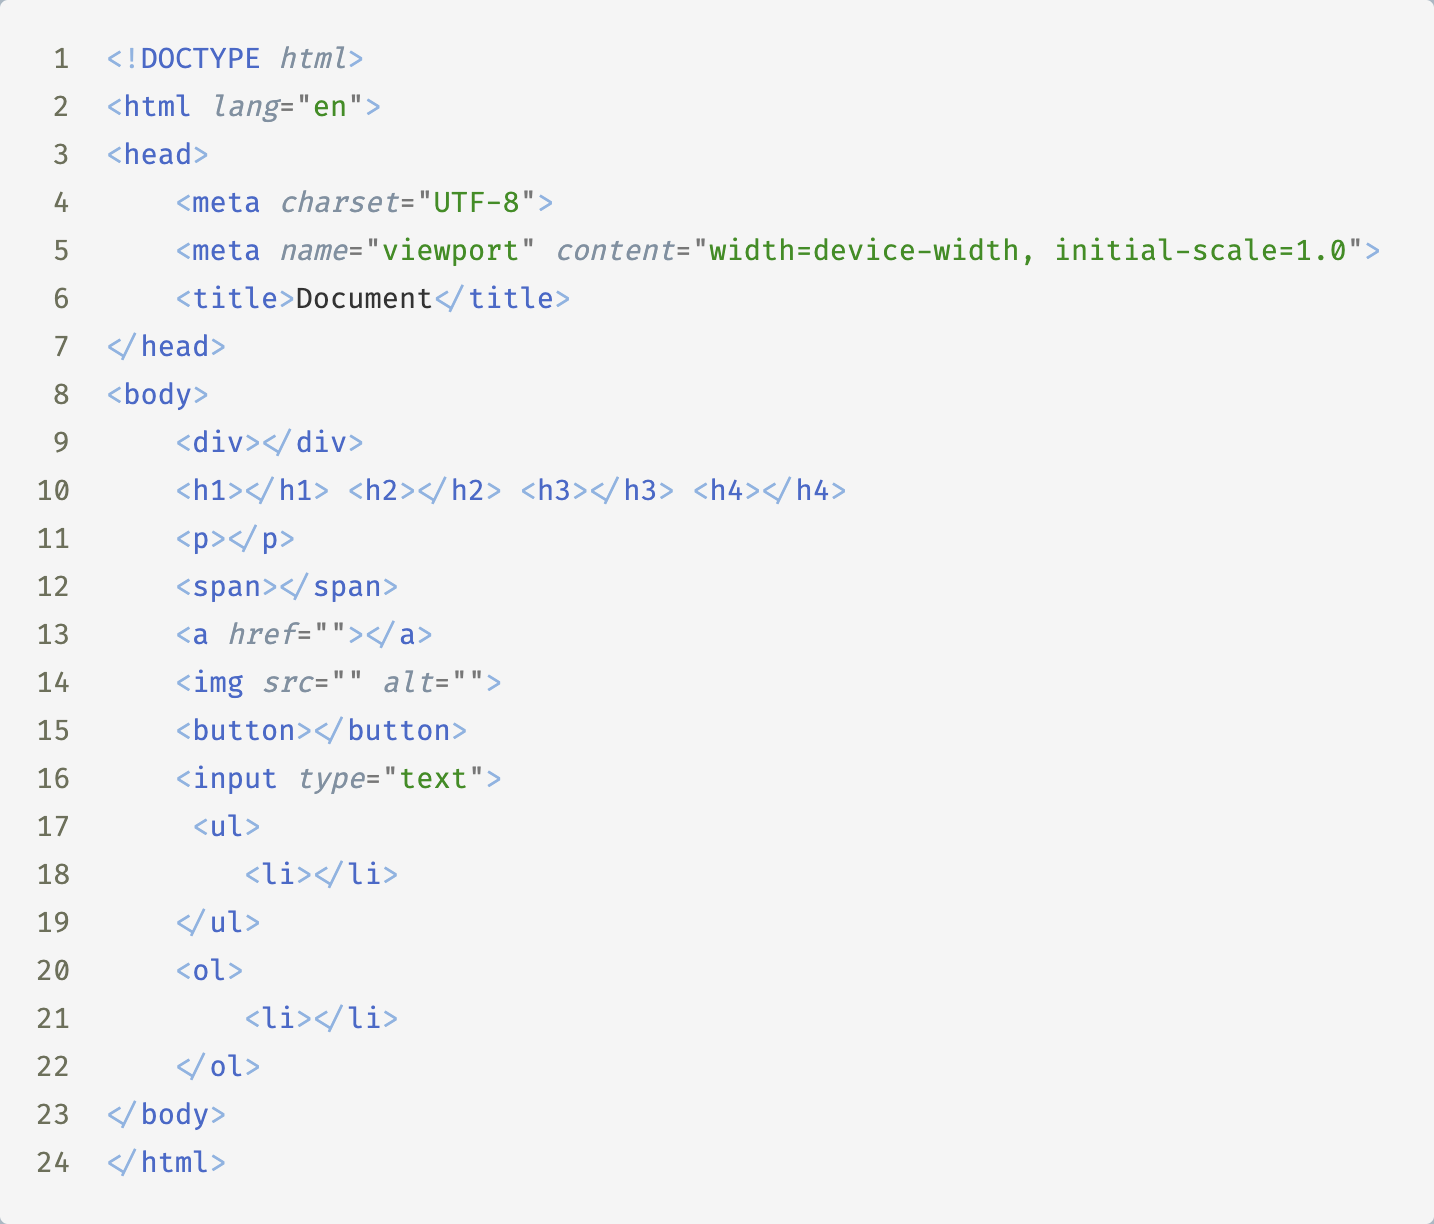 1 <!DOCTYPE html>
2 <html lang="en">
3 <head>
4     <meta charset="UTF-8">
5     <meta name="viewport" content="width=device-width, initial-scale=1.0">
6     <title>Document</title>
7 </head>
8 <body>
9     <div></div>
10     <h1></h1> <h2></h2> <h3></h3> <h4></h4>
11     <p></p>
12     <span></span>
13     <a href=""></a>
14     <img src="" alt="">
15     <button></button>
16     <input type="text">
17      <ul>
18         <li></li>
19     </ul>
20     <ol>
21         <li></li>
22     </ol>
23 </body>
24 </html>